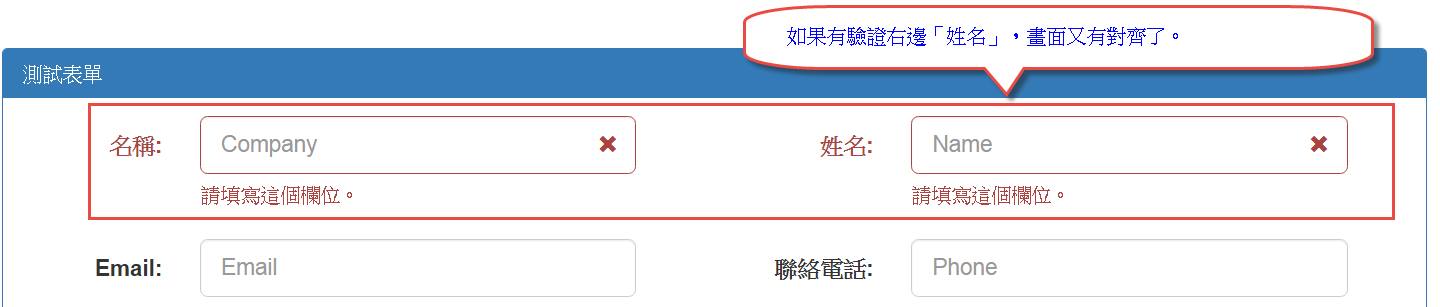 如果有驗證右邊「姓名」，畫面又有對齊了。
測試表單
名稱: Company 姓名: Name
請填寫這個欄位。 請填寫這個欄位。
Email: Email 聯絡電話: Phone